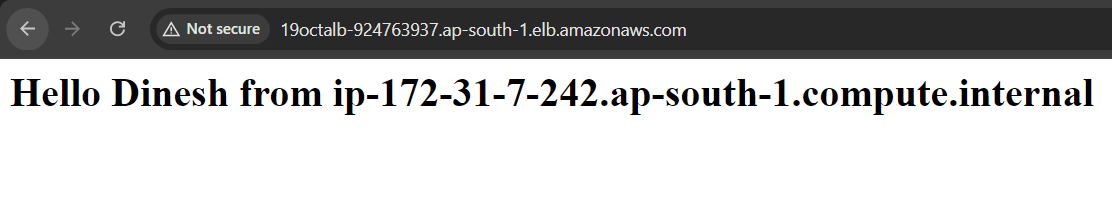 Not secure 19octalb-924763937.ap-south-1.elb.amazonaws.com
Hello Dinesh from ip-172-31-7-242.ap-south-1.compute.internal